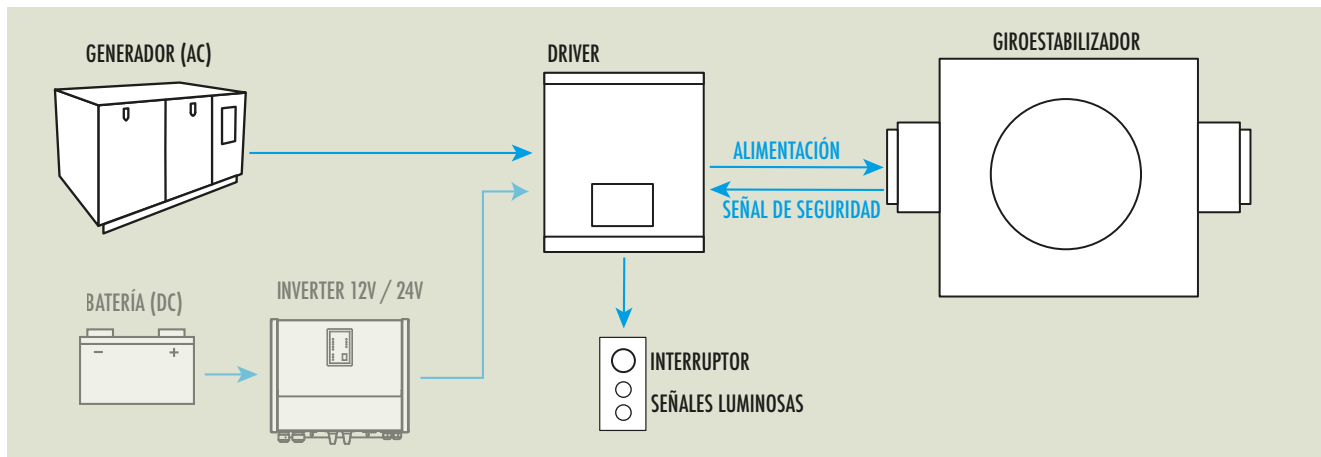 GENERADOR (AC)
DRIVER
GIROESTABILIZADOR
ALIMENTACIÓN
SEÑAL DE SEGURIDAD
BATERÍA (DC)
INVERTER 12V / 24V
- +
INTERRUPTOR
SEÑALES LUMINOSAS